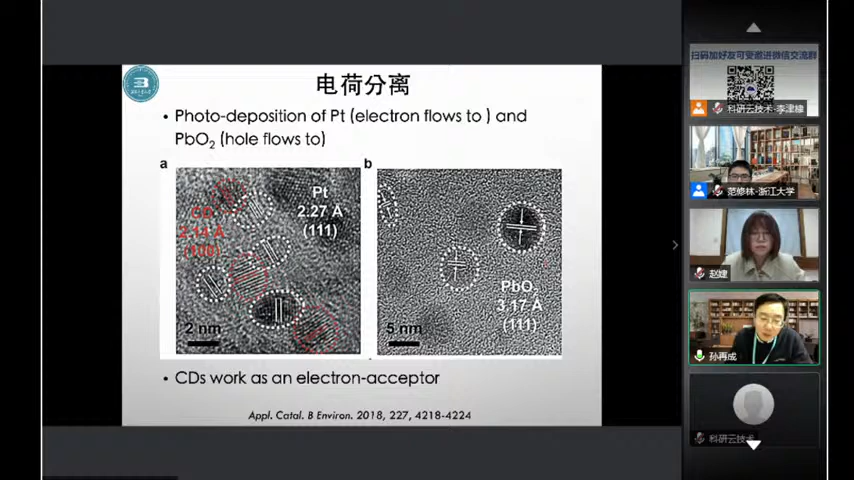 电荷分离
• Photo-deposition of Pt (electron flows to ) and
PbO₂ (hole flows to)
a
b
Pt
2.27 Å
(111)
CD
2.14 Å
(100)
2 nm
PbO₂
3.17 Å
(111)
5 nm
• CDs work as an electron-acceptor
Appl. Catal. B Environ. 2018, 227, 4218-4224
扫码加好友可受邀进微信交流群
科研云技术-李津橡
范修林-浙江大学
赵婕
孙再成
科研云技术